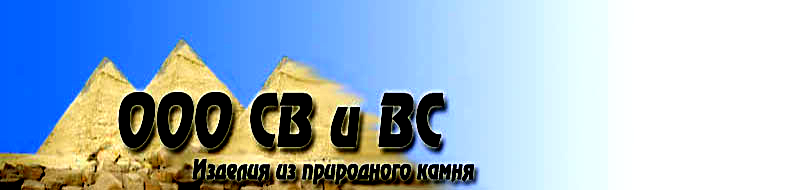 ООО СВ и ВС
Изделия из природного камня